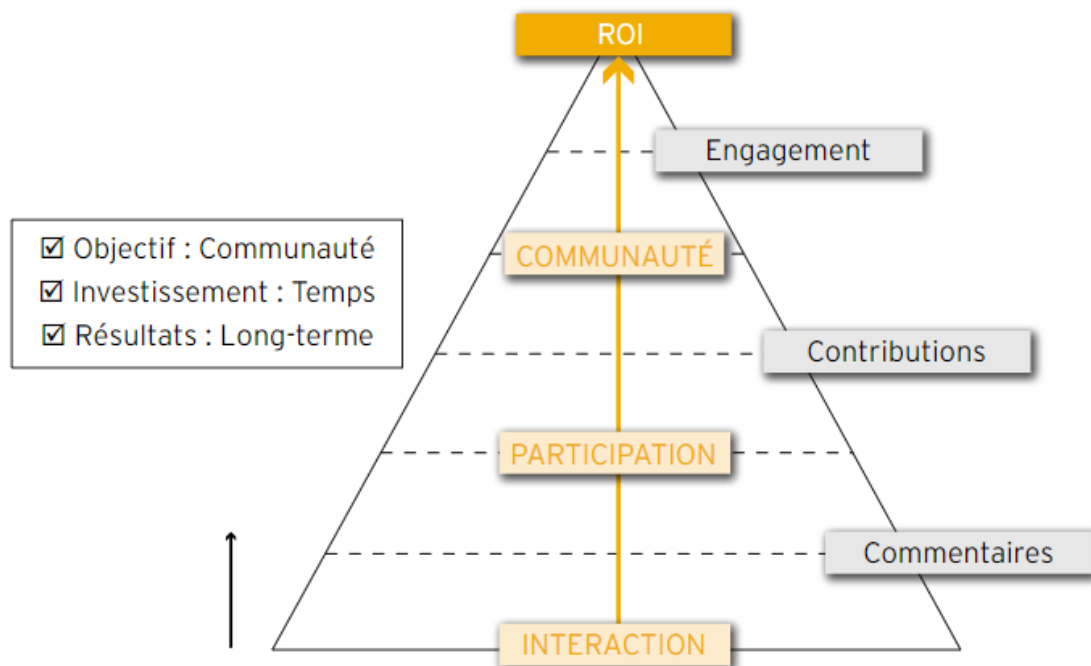 ROI
Engagement
COMMUNAUTÉ
☑ Objectif : Communauté
☑ Investissement : Temps
☑ Résultats : Long-terme
Contributions
PARTICIPATION
Commentaires
INTERACTION